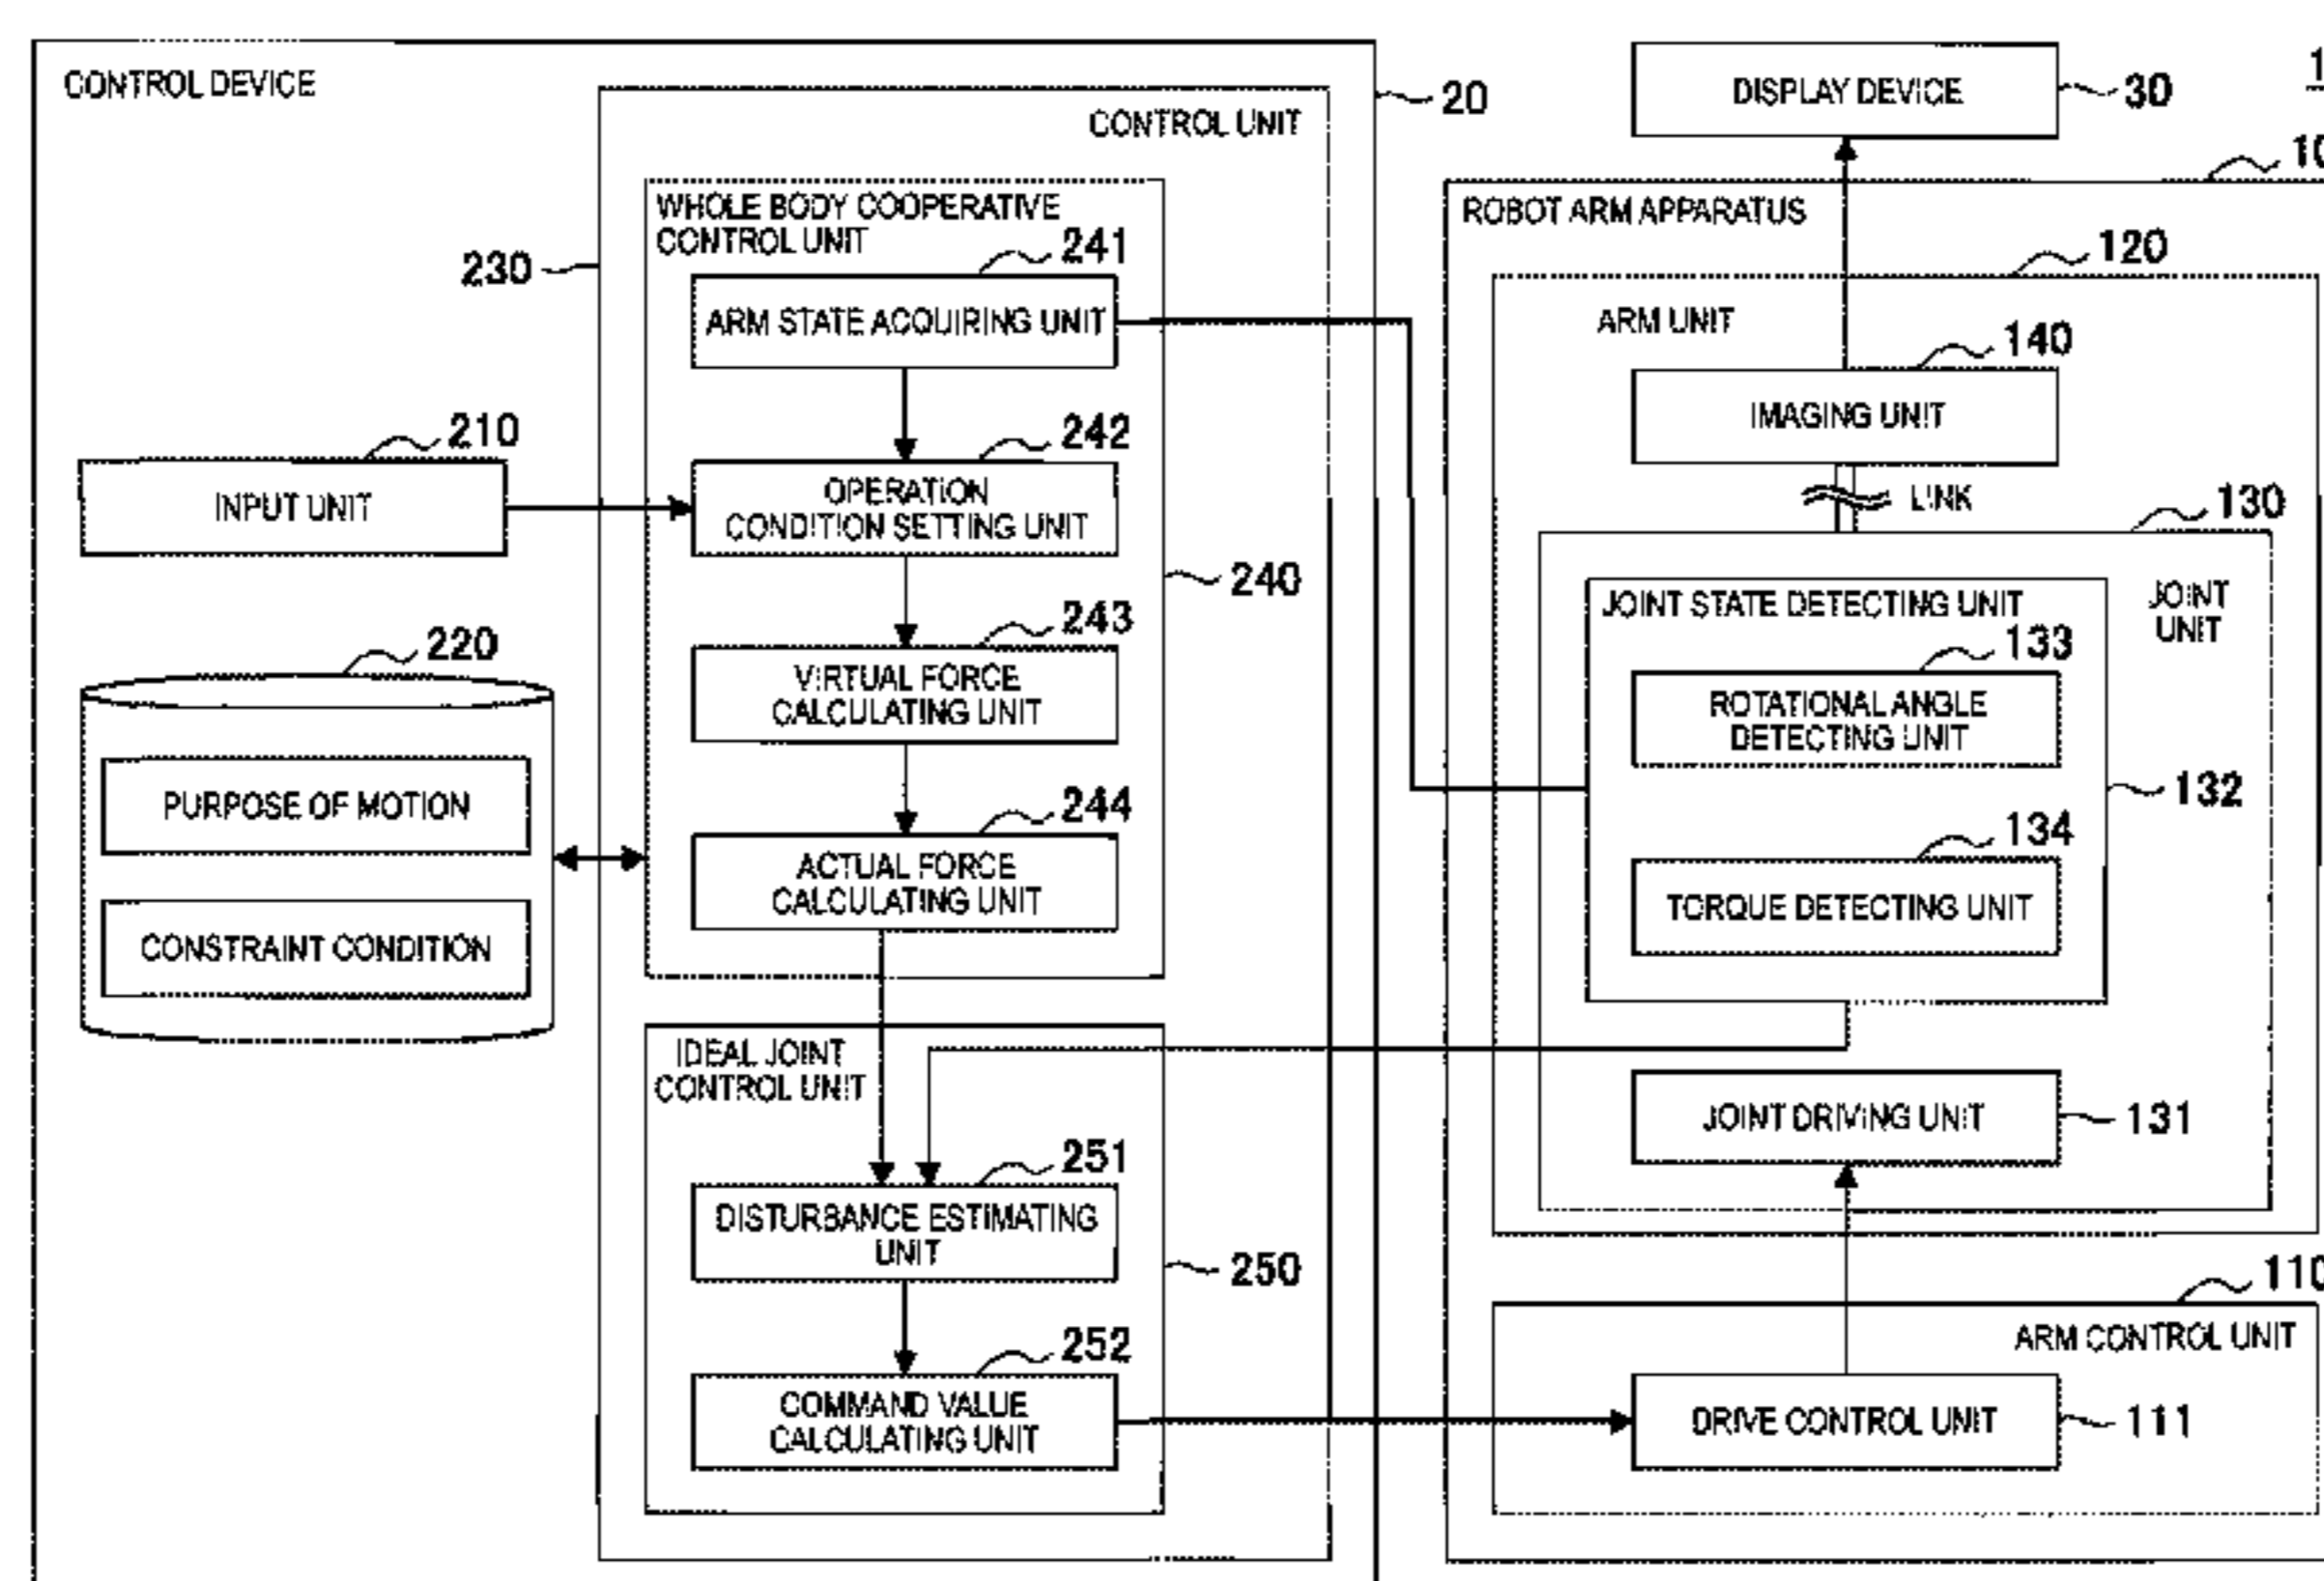 CONTROL DEVICE
20
CONTROL UNIT
230
WHOLE BODY COOPERATIVE
CONTROL UNIT
241
ARM STATE ACQUIRING UNIT
210
INPUT UNIT
242
OPERATION
CONDITION SETTING UNIT
240
243
VIRTUAL FORCE
CALCULATING UNIT
220
PURPOSE OF MOTION
CONSTRAINT CONDITION
244
ACTUAL FORCE
CALCULATING UNIT
IDEAL JOINT
CONTROL UNIT
251
DISTURBANCE ESTIMATING
UNIT
250
252
COMMAND VALUE
CALCULATING UNIT
1
DISPLAY DEVICE
30
10
ROBOT ARM APPARATUS
120
ARM UNIT
140
IMAGING UNIT
LINK
130
JOINT
UNIT
JOINT STATE DETECTING UNIT
133
ROTATIONAL ANGLE
DETECTING UNIT
132
134
TORQUE DETECTING UNIT
JOINT DRIVING UNIT
131
110
ARM CONTROL UNIT
DRIVE CONTROL UNIT
111